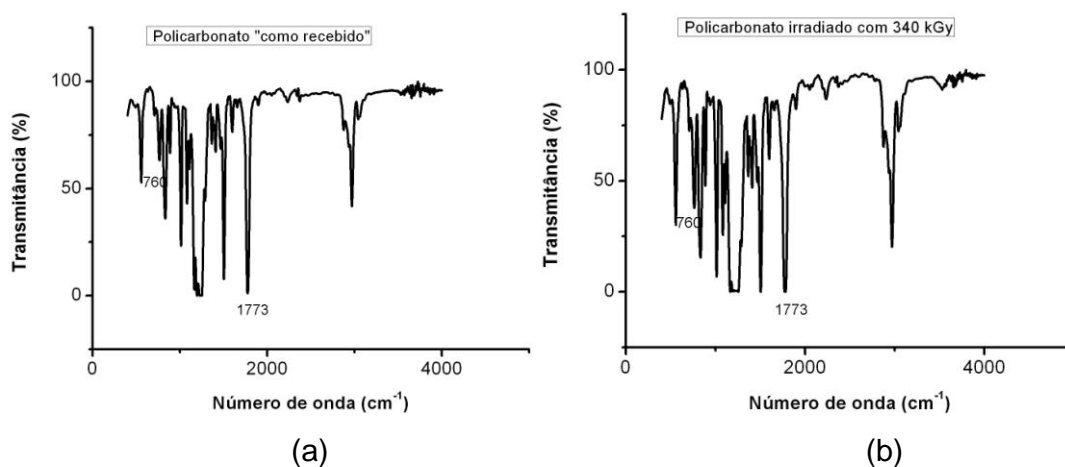 Policarbonato "como recebido"
Transmitância (%)
100
50
0
760
1773
0
2000
4000
Número de onda (cm⁻¹)
(a)
Policarbonato irradiado com 340 kGy
Transmitância (%)
100
50
0
760
1773
0
2000
4000
Número de onda (cm⁻¹)
(b)